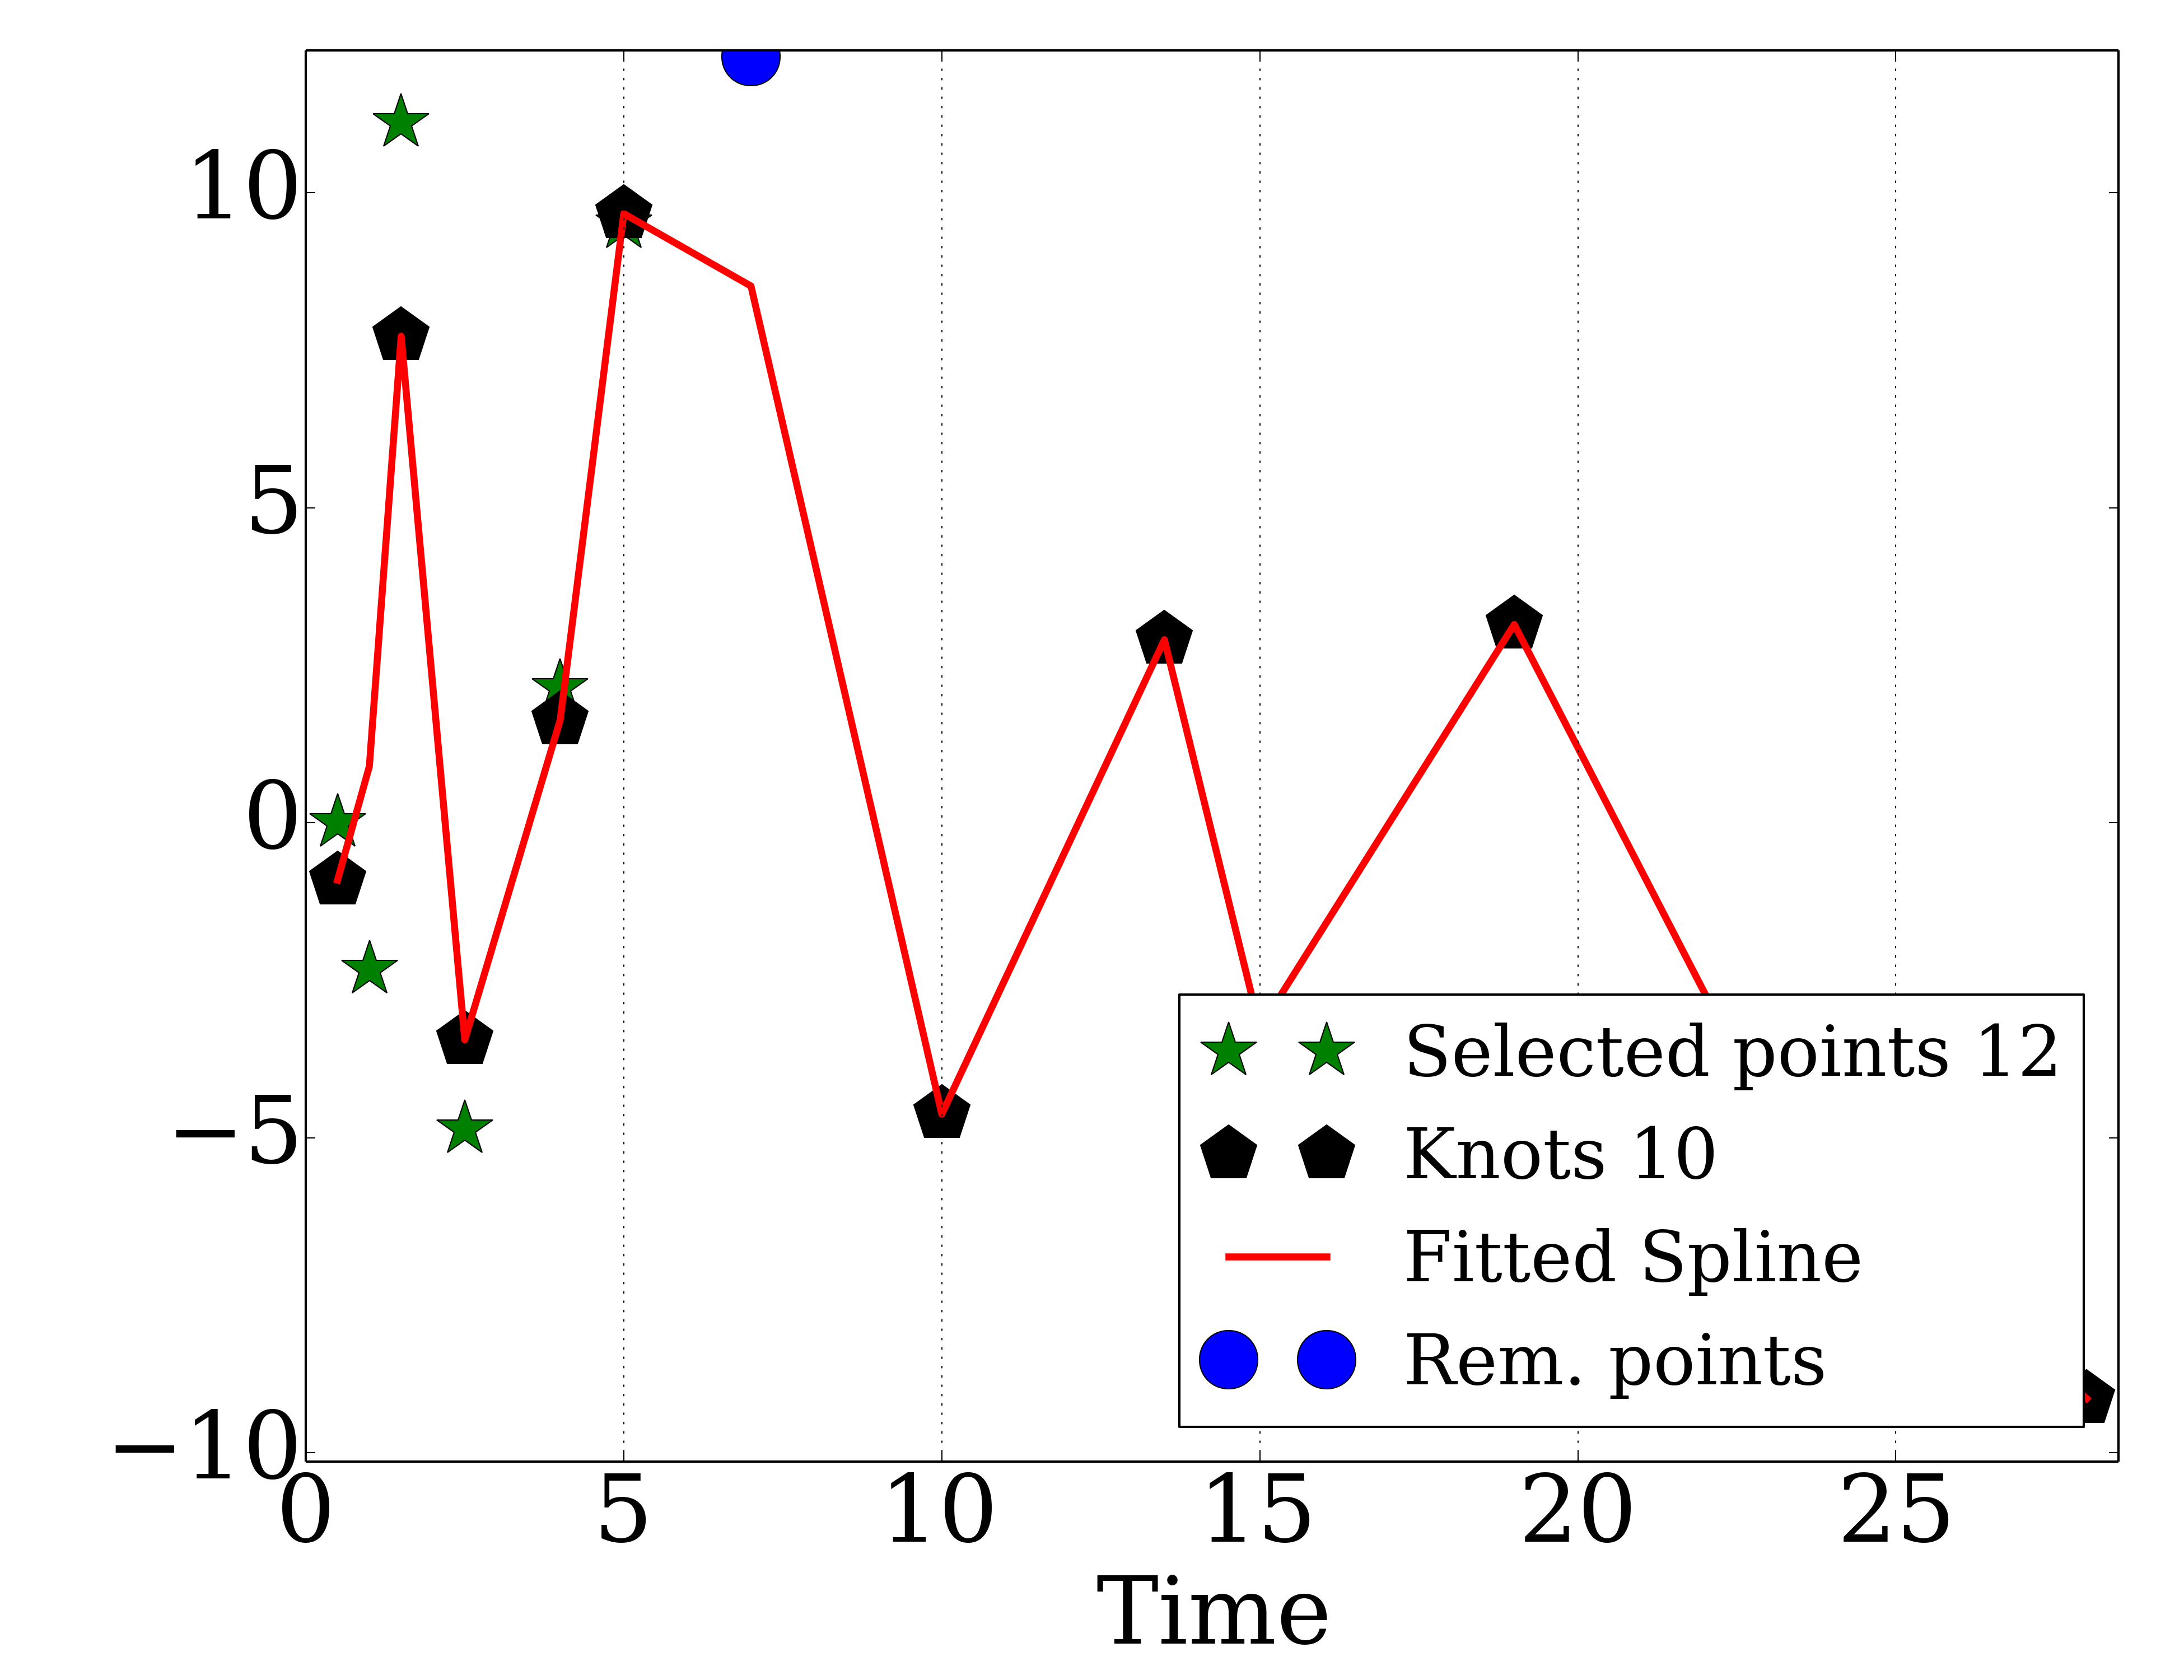 10
5
0
−5
−10
0 5 10 15 20 25
Time
Selected points 12
Knots 10
Fitted Spline
Rem. points